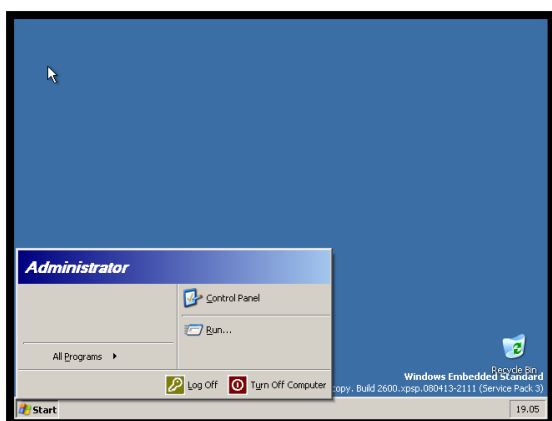 Administrator
Control Panel
Run...
All Programs
Log Off
Turn Off Computer
Recycle Bin
Windows Embedded Standard
copy. Build 2600.xpsp.080413-2111 (Service Pack 3)
Start
19.05